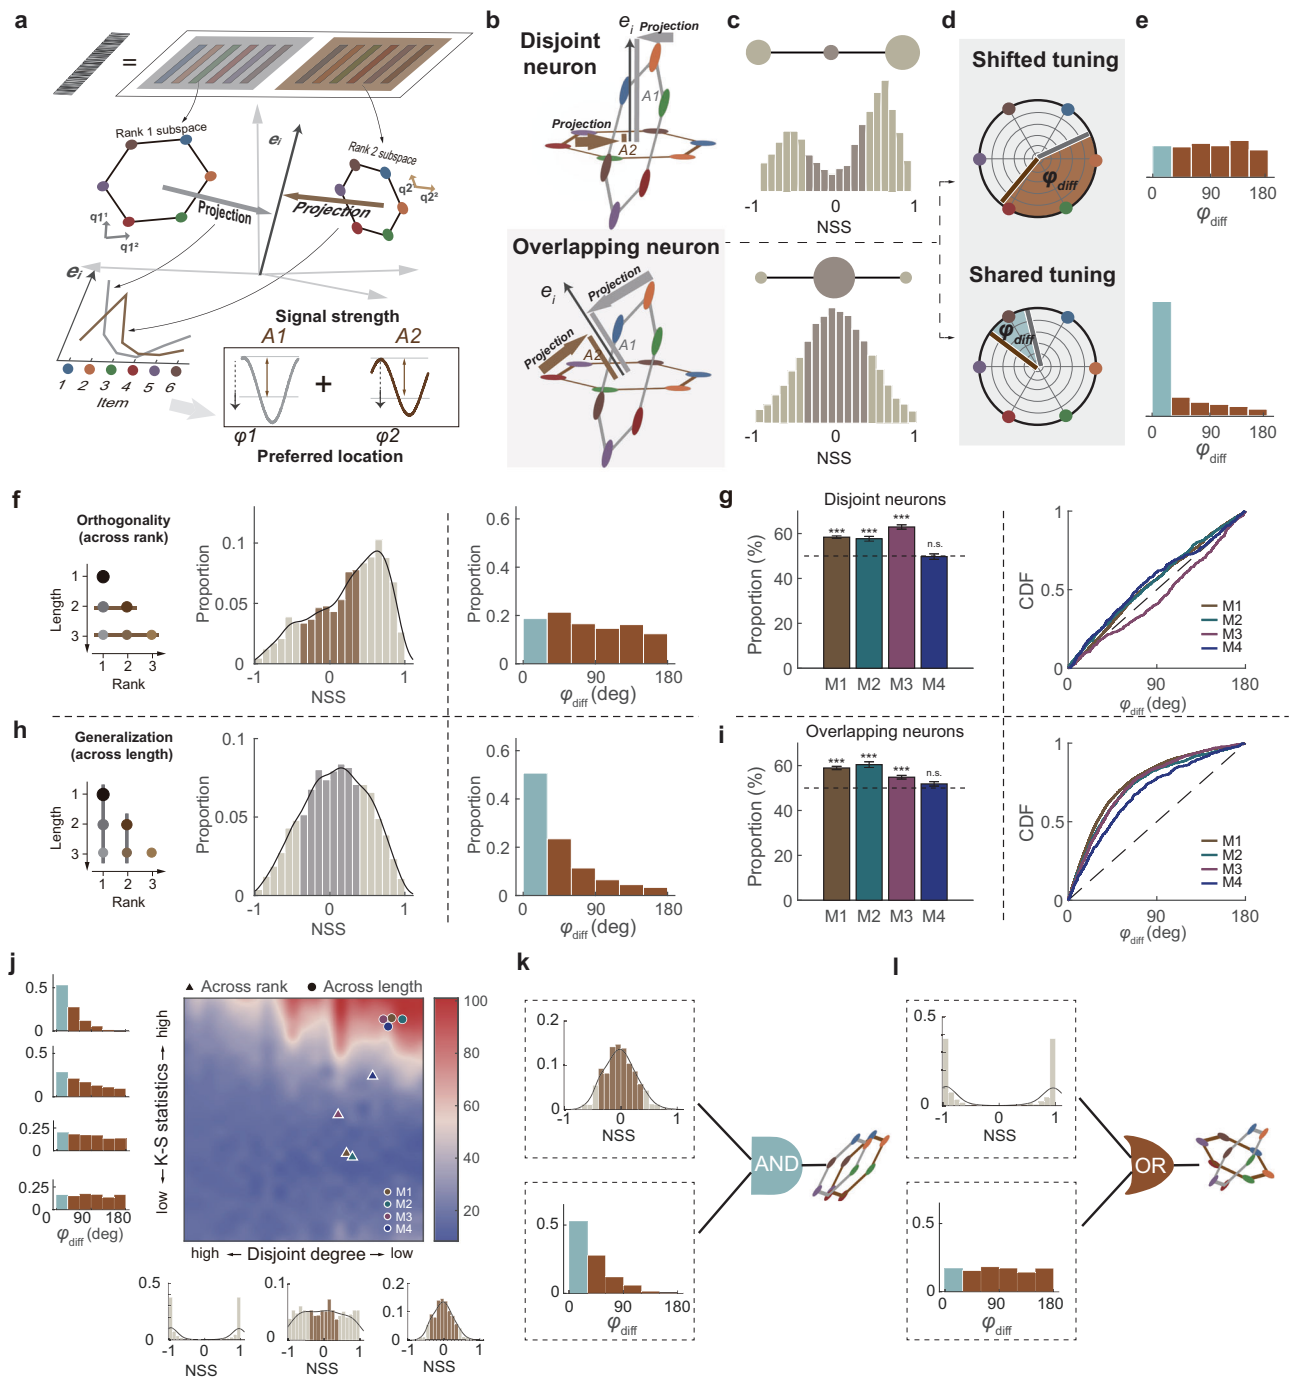 a
=
Rank 1 subspace
Rank 2 subspace
e_i
q2¹
q2²
Projection
Projection
q1¹
q1²
e_i
1 2 3 4 5 6
Item
Signal strength
A1
A2
+
φ1
φ2
Preferred location
b
Disjoint
neuron
e_i
Projection
A1
Projection
A2
Overlapping neuron
e_i
Projection
Projection
A1
A2
c
-1 0 1
NSS
-1 0 1
NSS
d
Shifted tuning
φ_diff
Shared tuning
φ_diff
e
0 90 180
φ_diff
0 90 180
φ_diff
f
Orthogonality
(across rank)
Length
1
2
3
1 2 3
Rank
Proportion
0.1
0.05
0
-1 0 1
NSS
Proportion
0.6
0.4
0.2
0
0 90 180
φ_diff (deg)
g
Disjoint neurons
Proportion (%)
60
40
20
0
*** *** *** n.s.
M1 M2 M3 M4
CDF
1
0.5
0
M1
M2
M3
M4
0 90 180
φ_diff (deg)
h
Generalization
(across length)
Length
1
2
3
1 2 3
Rank
Proportion
0.1
0.05
0
-1 0 1
NSS
Proportion
0.6
0.4
0.2
0
0 90 180
φ_diff (deg)
i
Overlapping neurons
Proportion (%)
60
40
20
0
*** *** *** n.s.
M1 M2 M3 M4
CDF
1
0.5
0
M1
M2
M3
M4
0 90 180
φ_diff (deg)
j
0.5
0
0.5
0
0.25
0
0.25
0
0 90 180
φ_diff (deg)
low ← K-S statistics → high
Across rank
Across length
100
80
60
40
20
M1
M2
M3
M4
high ← Disjoint degree → low
0.5
0
-1 0 1
NSS
0.1
0
-1 0 1
NSS
0.2
0.1
0
-1 0 1
NSS
k
0.2
0.1
0
-1 0 1
NSS
AND
0.5
0
0 90 180
φ_diff
l
0.5
0
-1 0 1
NSS
OR
0.5
0
0 90 180
φ_diff